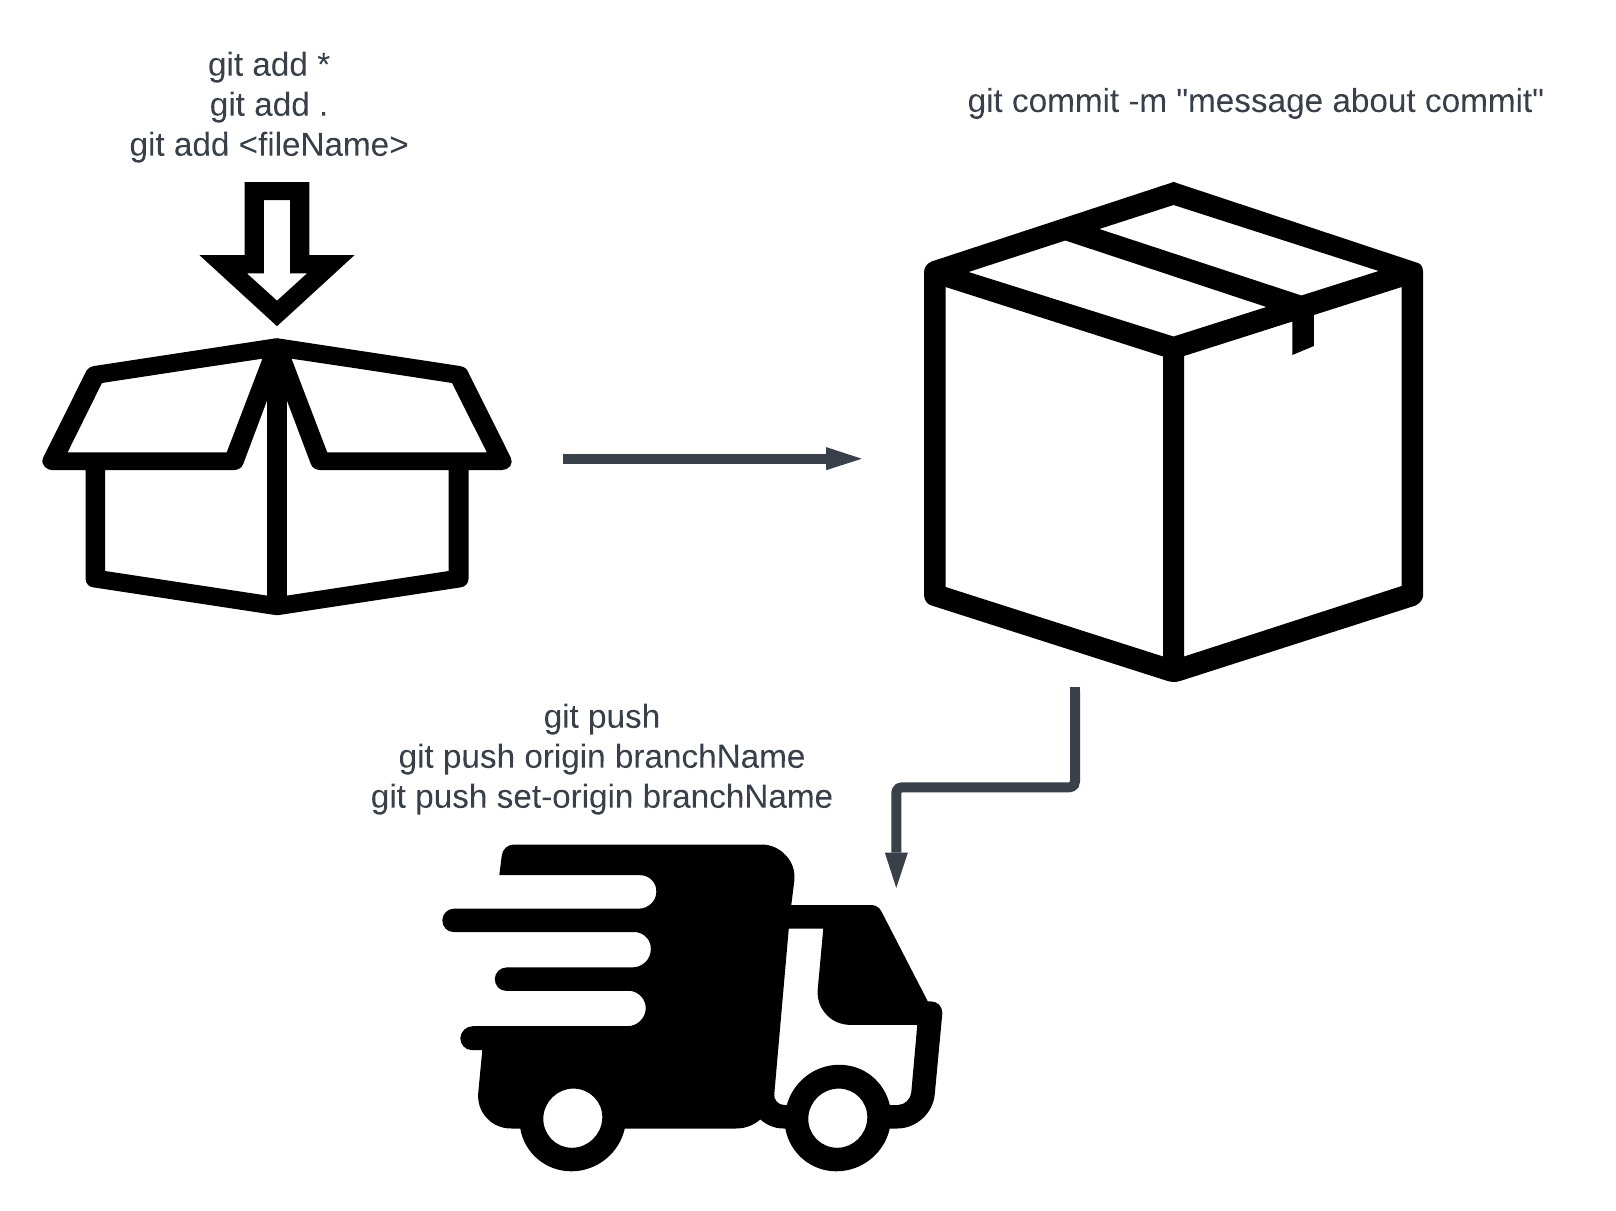 git add *
git add .
git add <fileName>
git commit -m "message about commit"
git push
git push origin branchName
git push set-origin branchName